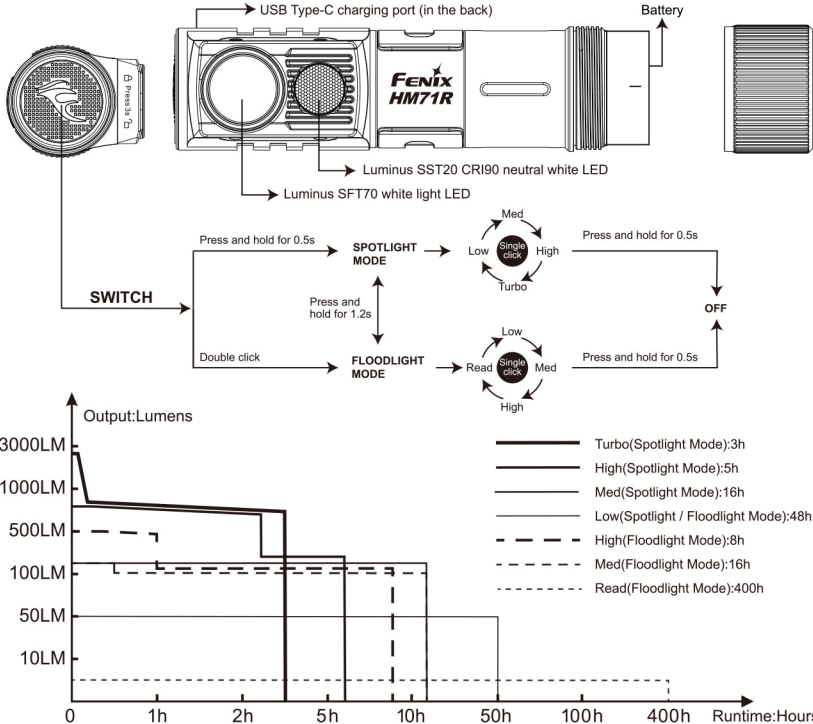 USB Type-C charging port (in the back)
Battery
Press3s
FENIX
HM71R
Luminus SST20 CRI90 neutral white LED
Luminus SFT70 white light LED
SWITCH
Press and hold for 0.5s
SPOTLIGHT
MODE
Med
Low
Single
click
High
Turbo
Press and hold for 0.5s
Press and
hold for 1.2s
OFF
Double click
FLOODLIGHT
MODE
Low
Read
Single
click
Med
High
Press and hold for 0.5s
Output:Lumens
3000LM
1000LM
500LM
100LM
50LM
10LM
Turbo(Spotlight Mode):3h
High(Spotlight Mode):5h
Med(Spotlight Mode):16h
Low(Spotlight / Floodlight Mode):48h
High(Floodlight Mode):8h
Med(Floodlight Mode):16h
Read(Floodlight Mode):400h
0 1h 2h 5h 10h 50h 100h 400h Runtime:Hours